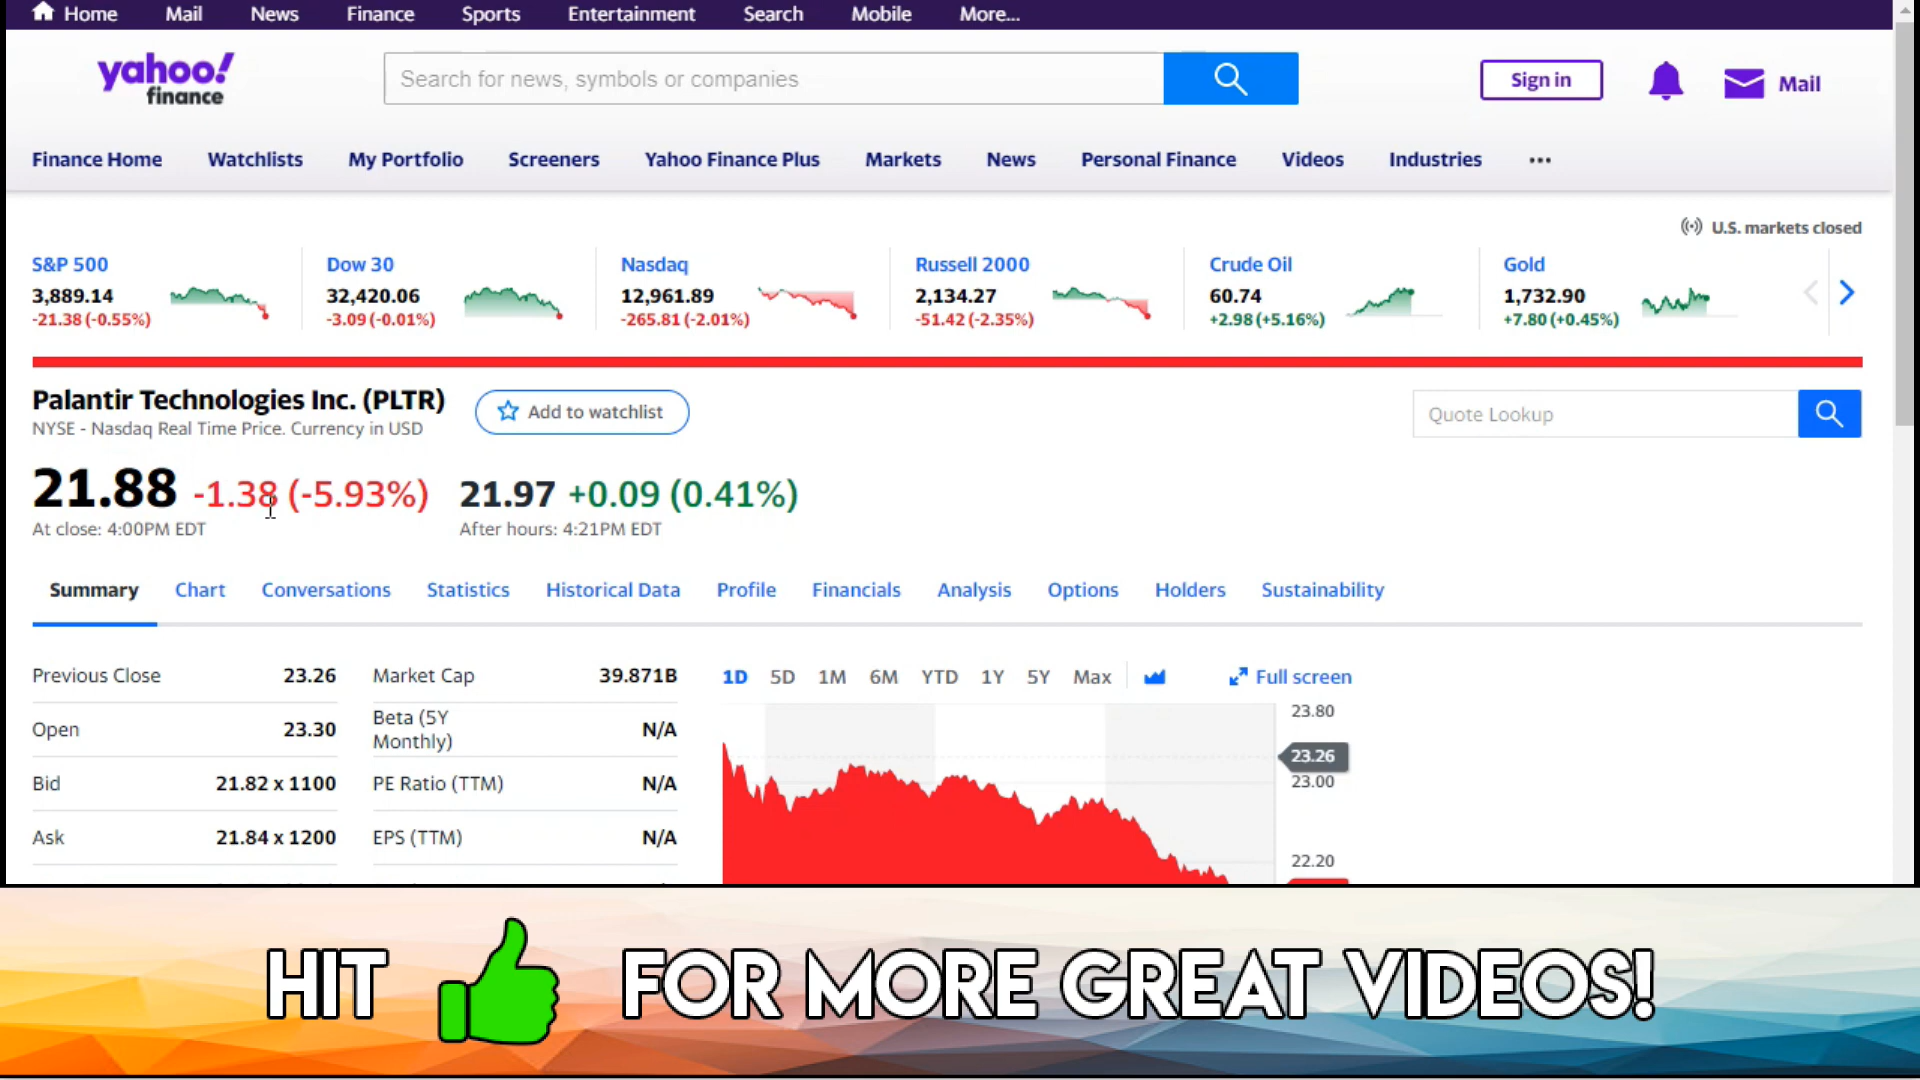 Home Mail News Finance Sports Entertainment Search Mobile More...
yahoo!
finance
Search for news, symbols or companies
Sign in
Mail
Finance Home Watchlists My Portfolio Screeners Yahoo Finance Plus Markets News Personal Finance Videos Industries ...
U.S. markets closed
S&P 500
3,889.14
-21.38 (-0.55%)
Dow 30
32,420.06
-3.09 (-0.01%)
Nasdaq
12,961.89
-265.81 (-2.01%)
Russell 2000
2,134.27
-51.42 (-2.35%)
Crude Oil
60.74
+2.98 (+5.16%)
Gold
1,732.90
+7.80 (+0.45%)
Palantir Technologies Inc. (PLTR)
NYSE - Nasdaq Real Time Price. Currency in USD
Add to watchlist
Quote Lookup
21.88 -1.38 (-5.93%)
At close: 4:00PM EDT
21.97 +0.09 (0.41%)
After hours: 4:21PM EDT
Summary Chart Conversations Statistics Historical Data Profile Financials Analysis Options Holders Sustainability
Previous Close 23.26
Open 23.30
Bid 21.82 x 1100
Ask 21.84 x 1200
Market Cap 39.871B
Beta (5Y
Monthly) N/A
PE Ratio (TTM) N/A
EPS (TTM) N/A
1D 5D 1M 6M YTD 1Y 5Y Max
Full screen
23.80
23.26
23.00
22.20
HIT FOR MORE GREAT VIDEOS!